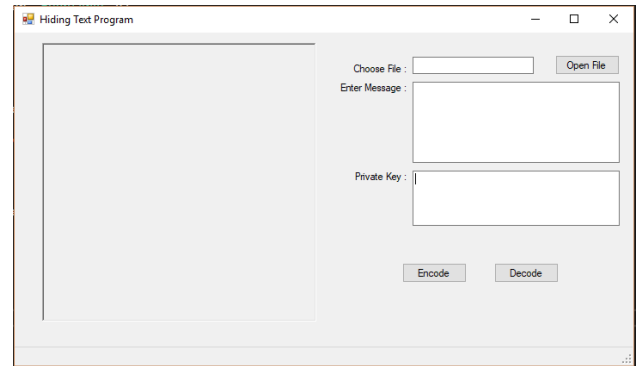 Hiding Text Program
Choose File :
Open File
Enter Message :
Private Key :
Encode
Decode